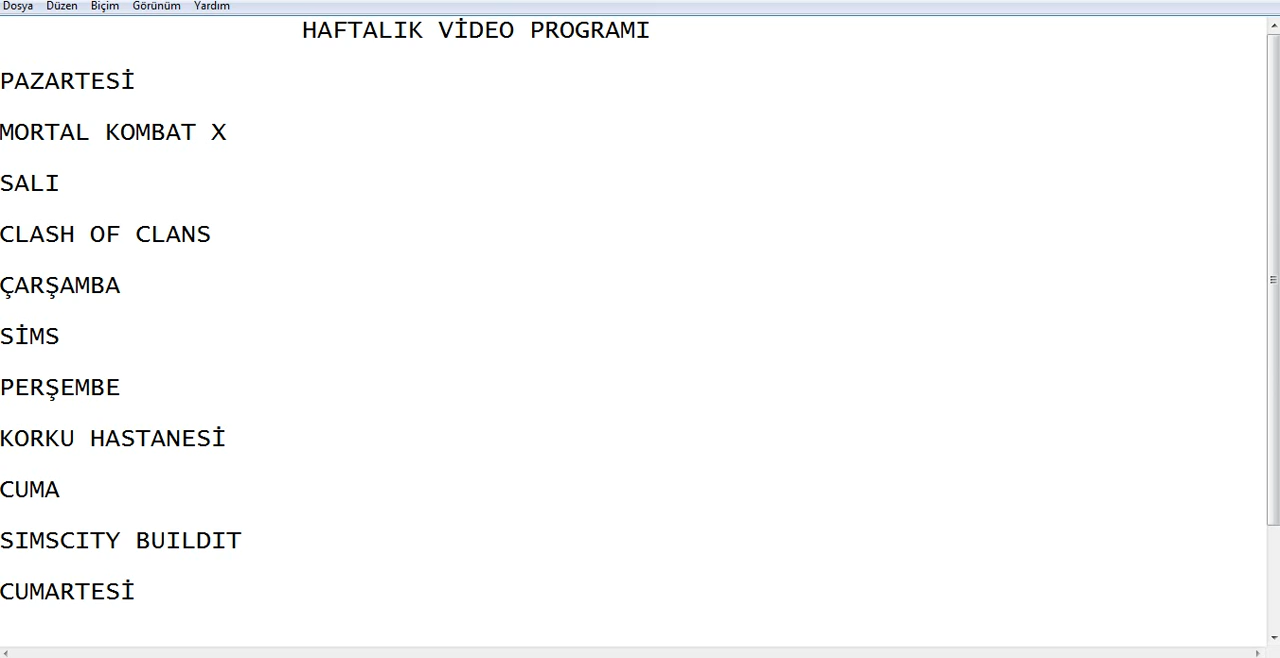 Dosya Düzen Biçim Görünüm Yardım
HAFTALIK VİDEO PROGRAMI
PAZARTESİ
MORTAL KOMBAT X
SALI
CLASH OF CLANS
ÇARŞAMBA
SİMS
PERŞEMBE
KORKU HASTANESİ
CUMA
SIMSCITY BUILDIT
CUMARTESİ